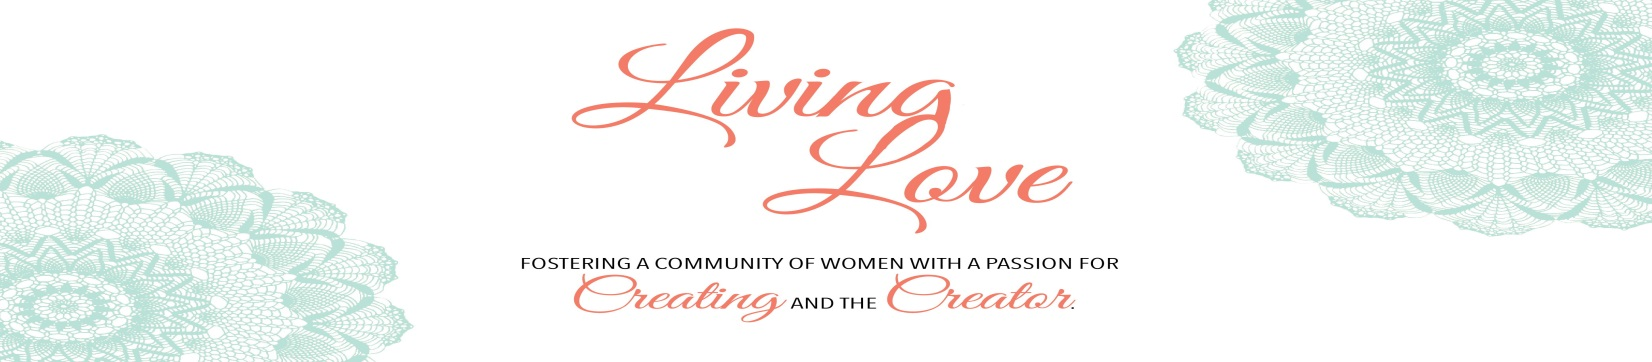 Living
Love
FOSTERING A COMMUNITY OF WOMEN WITH A PASSION FOR
Creating AND THE Creator.